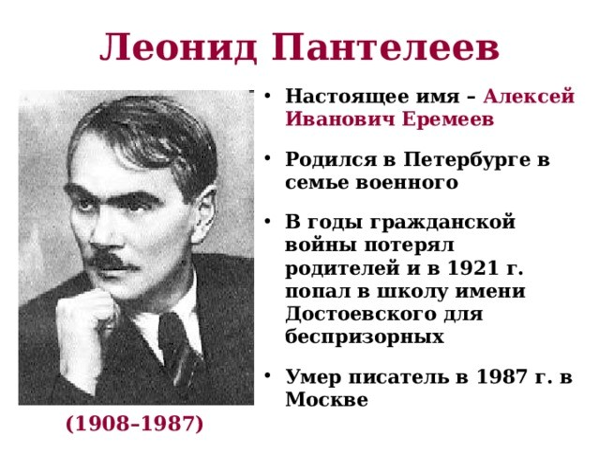 Леонид Пантелеев
• Настоящее имя – Алексей
Иванович Еремеев
• Родился в Петербурге в
семье военного
• В годы гражданской
войны потерял
родителей и в 1921 г.
попал в школу имени
Достоевского для
беспризорных
• Умер писатель в 1987 г. в
Москве
(1908–1987)